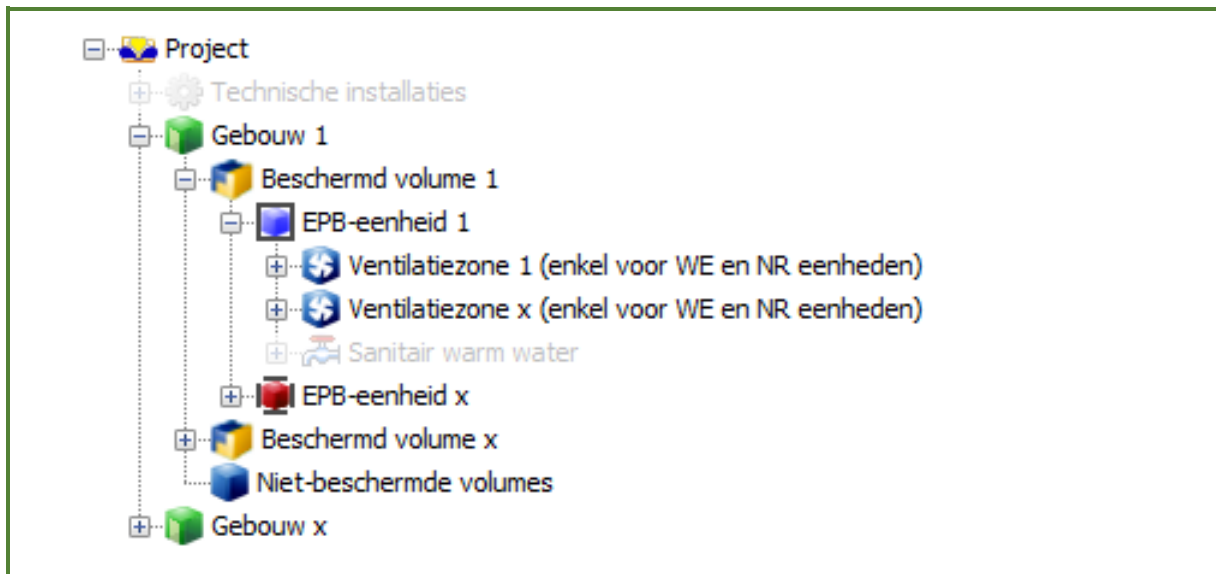 Project
Technische installaties
Gebouw 1
Beschermd volume 1
EPB-eenheid 1
Ventilatiezone 1 (enkel voor WE en NR eenheden)
Ventilatiezone x (enkel voor WE en NR eenheden)
Sanitair warm water
EPB-eenheid x
Beschermd volume x
Niet-beschermde volumes
Gebouw x